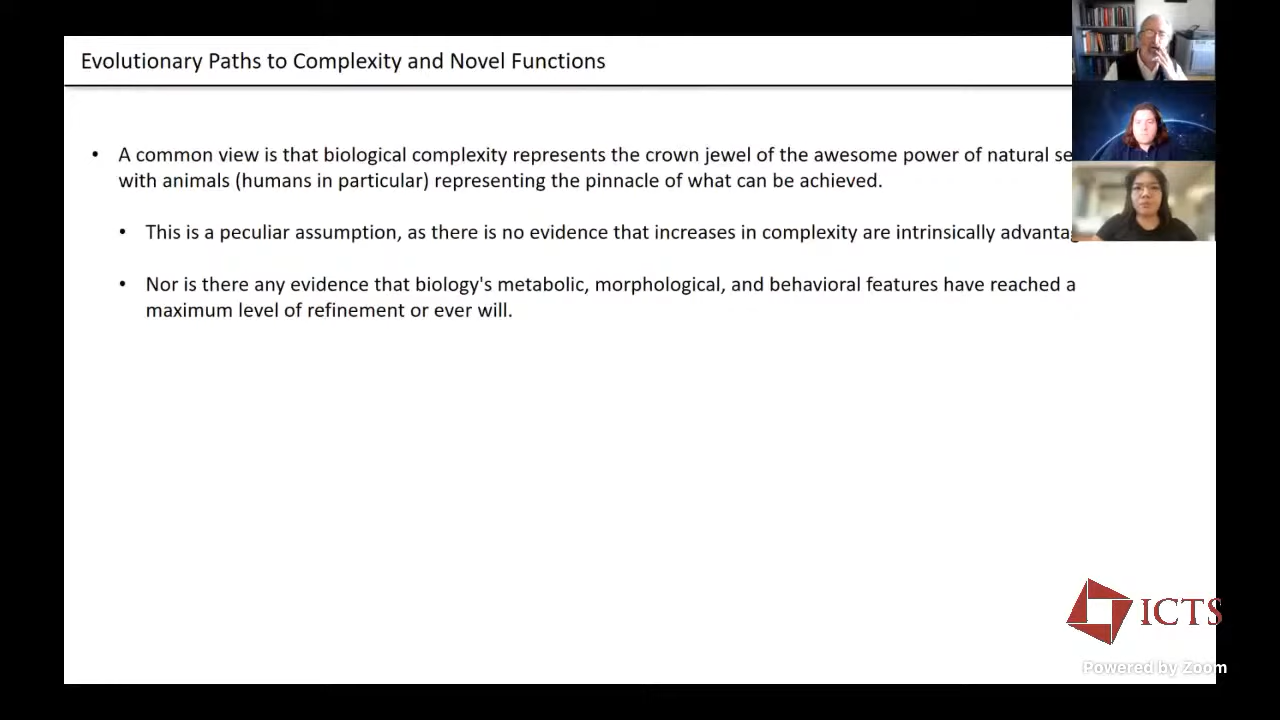 Evolutionary Paths to Complexity and Novel Functions
• A common view is that biological complexity represents the crown jewel of the awesome power of natural
with animals (humans in particular) representing the pinnacle of what can be achieved.
• This is a peculiar assumption, as there is no evidence that increases in complexity are intrinsically
• Nor is there any evidence that biology's metabolic, morphological, and behavioral features have reached a
maximum level of refinement or ever will.
ICTS
Powered by Zoom